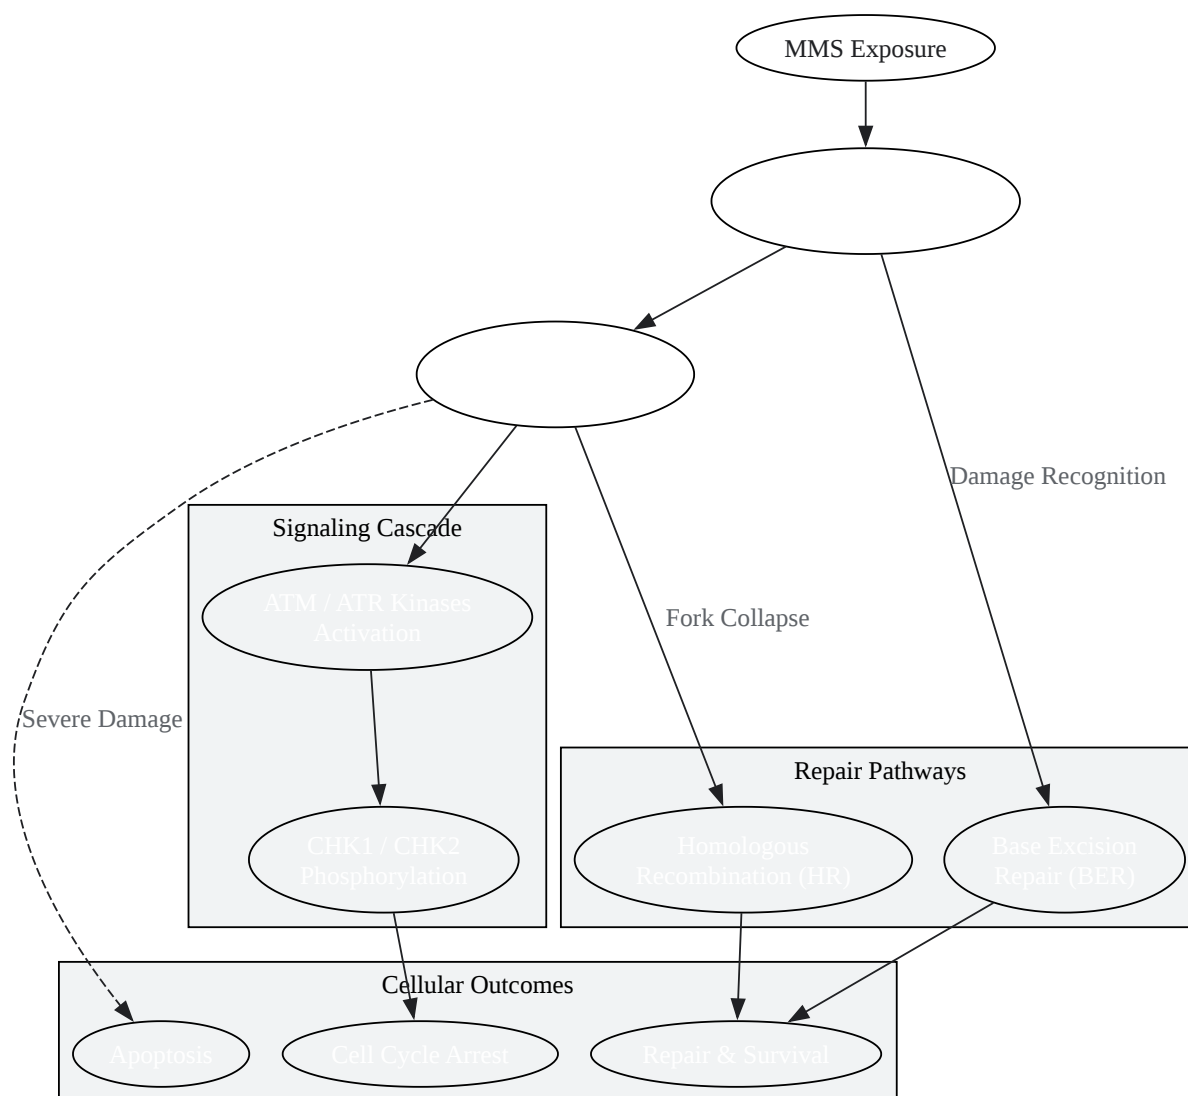 MMS Exposure
Damage Recognition
Signaling Cascade
ATM / ATR Kinases
Activation
Fork Collapse
Severe Damage
Repair Pathways
CHK1 / CHK2
Phosphorylation
Homologous
Recombination (HR)
Base Excision
Repair (BER)
Cellular Outcomes
Apoptosis
Cell Cycle Arrest
Repair & Survival